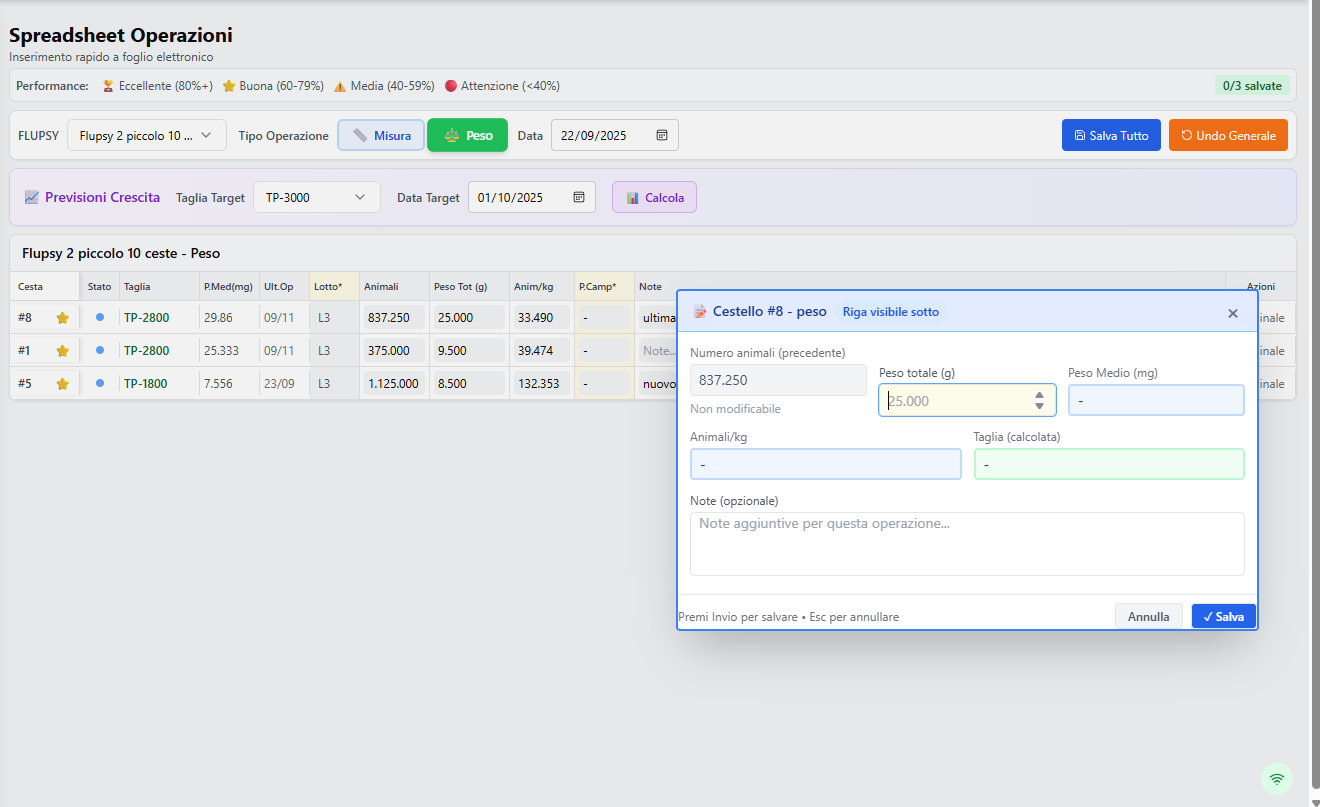 Spreadsheet Operazioni
Inserimento rapido a foglio elettronico
Performance: Eccellente (80%+) Buona (60-79%) Media (40-59%) Attenzione (<40%) 0/3 salvate
FLUPSY Flupsy 2 piccolo 10 ... Tipo Operazione Misura Peso Data 22/09/2025 Salva Tutto Undo Generale
Previsioni Crescita Taglia Target TP-3000 Data Target 01/10/2025 Calcola
Flupsy 2 piccolo 10 ceste - Peso
Cesta Stato Taglia P.Med(mg) Ult.Op Lotto* Animali Peso Tot (g) Anim/kg P.Camp* Note Azioni
#8 TP-2800 29.86 09/11 L3 837.250 25.000 33.490 - ultima inale
#1 TP-2800 25.333 09/11 L3 375.000 9.500 39.474 - Note... inale
#5 TP-1800 7.556 23/09 L3 1.125.000 8.500 132.353 - nuovo inale
Cestello #8 - peso Riga visibile sotto ×
Numero animali (precedente)
837.250
Non modificabile
Peso totale (g)
25.000
Peso Medio (mg)
-
Animali/kg
-
Taglia (calcolata)
-
Note (opzionale)
Note aggiuntive per questa operazione...
Premi Invio per salvare • Esc per annullare Annulla ✓ Salva